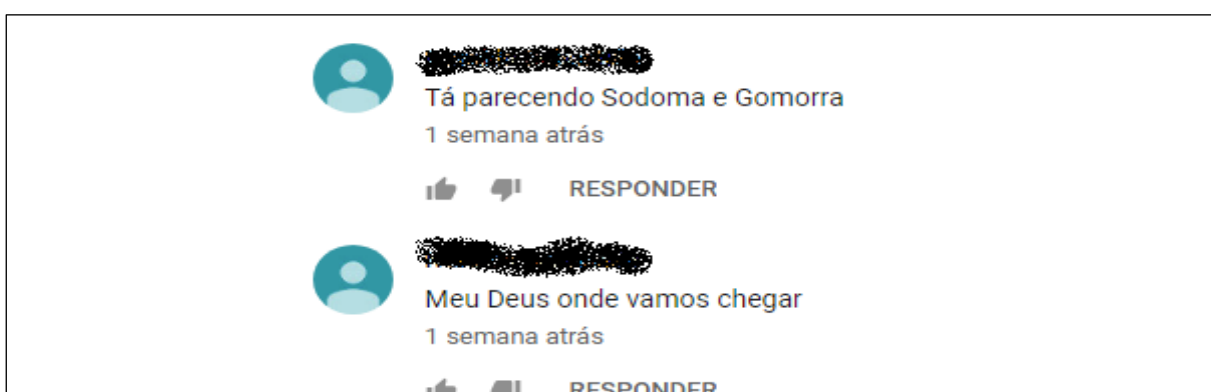 Tá parecendo Sodoma e Gomorra
1 semana atrás
RESPONDER
Meu Deus onde vamos chegar
1 semana atrás
RESPONDER